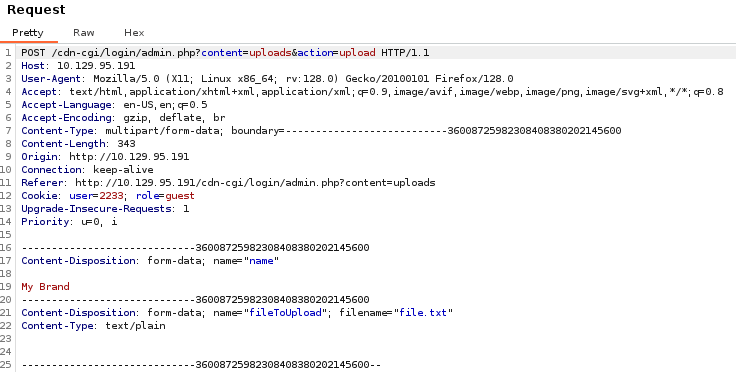 Request
Pretty Raw Hex
1 POST /cdn-cgi/login/admin.php?content=uploads&action=upload HTTP/1.1
2 Host: 10.129.95.191
3 User-Agent: Mozilla/5.0 (X11; Linux x86_64; rv:128.0) Gecko/20100101 Firefox/128.0
4 Accept: text/html,application/xhtml+xml,application/xml;q=0.9,image/avif,image/webp,image/png,image/svg+xml,*/*;q=0.8
5 Accept-Language: en-US,en;q=0.5
6 Accept-Encoding: gzip, deflate, br
7 Content-Type: multipart/form-data; boundary=---------------------------36008725982308408380202145600
8 Content-Length: 343
9 Origin: http://10.129.95.191
10 Connection: keep-alive
11 Referer: http://10.129.95.191/cdn-cgi/login/admin.php?content=uploads
12 Cookie: user=2233; role=guest
13 Upgrade-Insecure-Requests: 1
14 Priority: u=0, i
15
16 ---------------------------36008725982308408380202145600
17 Content-Disposition: form-data; name="name"
18
19 My Brand
20 ---------------------------36008725982308408380202145600
21 Content-Disposition: form-data; name="fileToUpload"; filename="file.txt"
22 Content-Type: text/plain
23
24
25 ---------------------------36008725982308408380202145600--